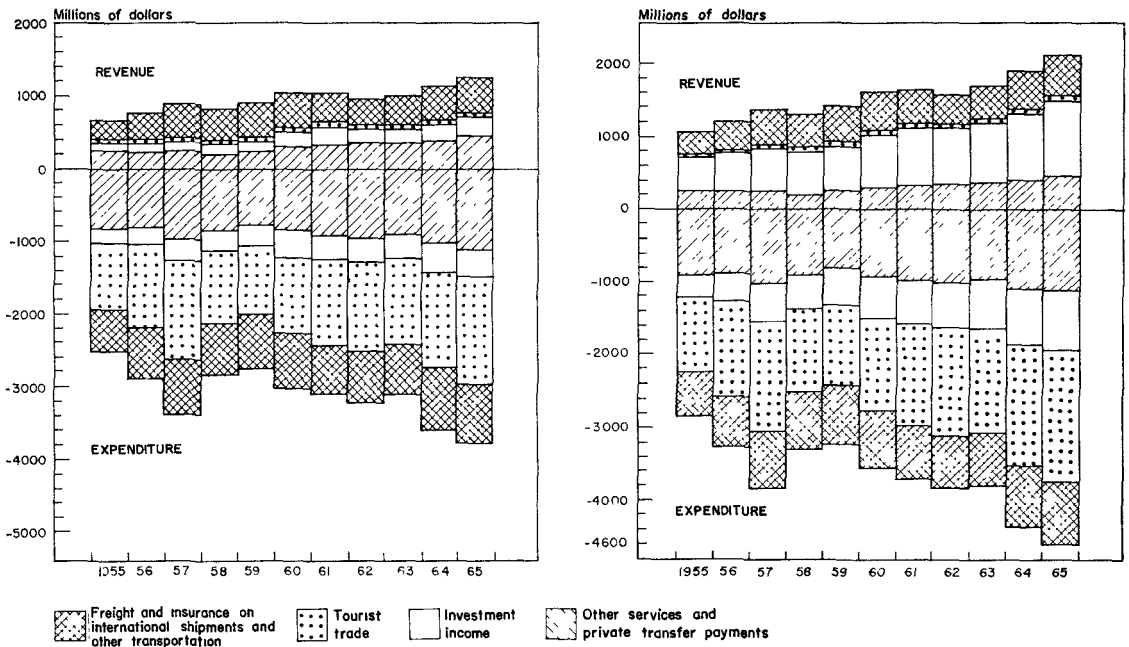 Millions of dollars
2000
1000
0
-1000
-2000
-3000
-4000
-5000
REVENUE
EXPENDITURE
1955 56 57 58 59 60 61 62 63 64 65
Millions of dollars
2000
1000
0
-1000
-2000
-3000
-4000
-4600
REVENUE
EXPENDITURE
1955 56 57 58 59 60 61 62 63 64 65
Freight and insurance on
international shipments and
other transportation
Tourist
trade
Investment
income
Other services and
private transfer payments